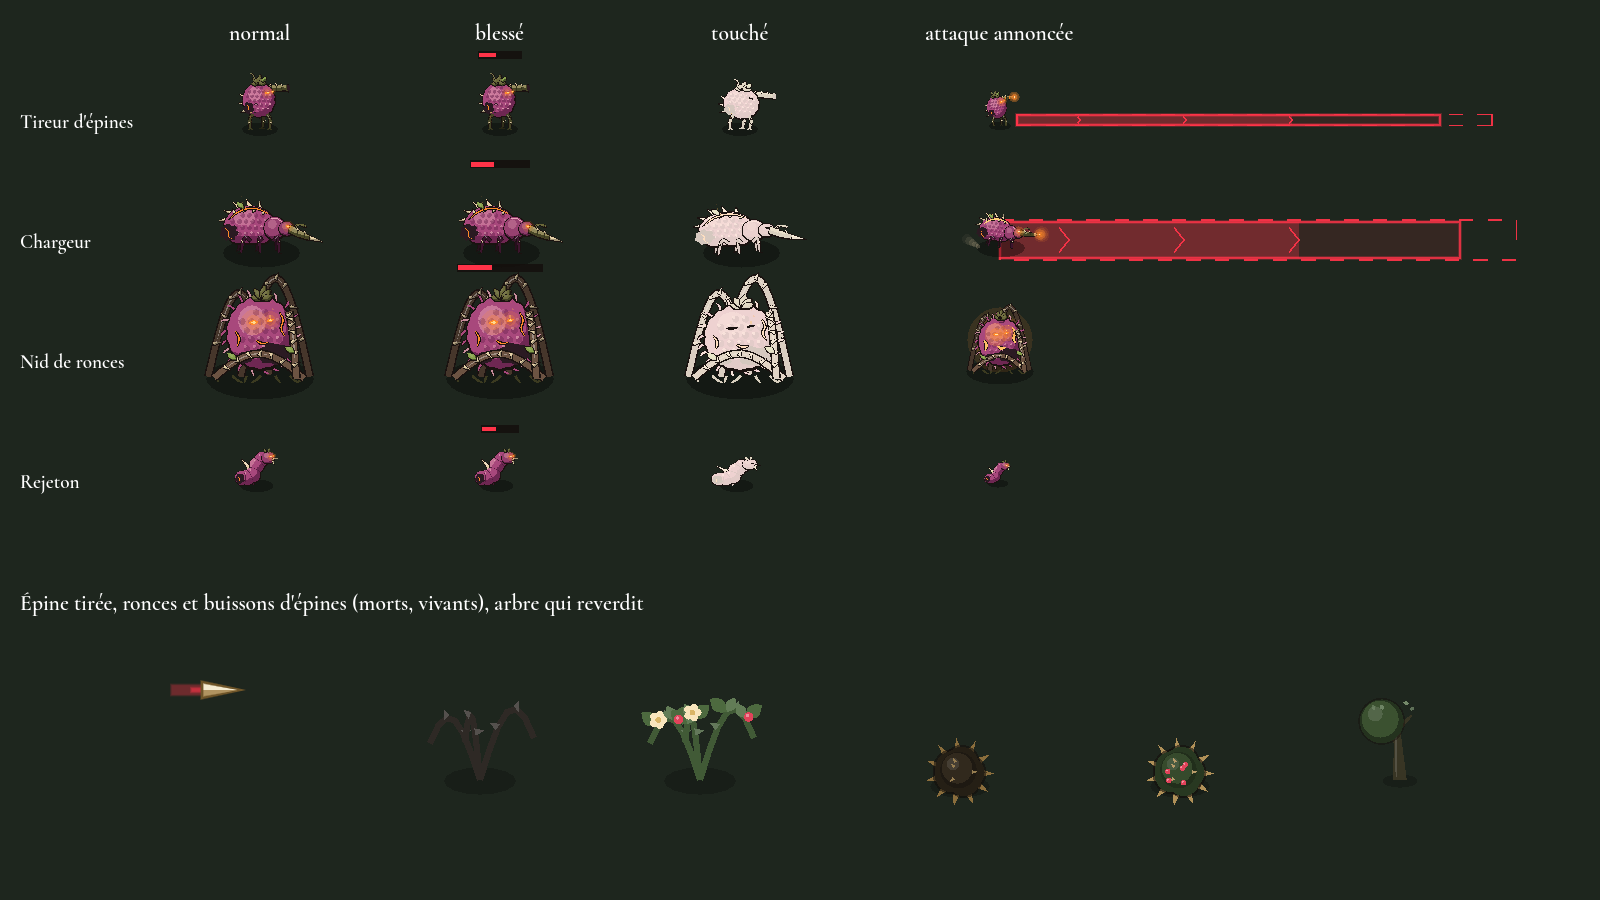 normal
blessé
touché
attaque annoncée
Tireur d'épines
Chargeur
Nid de ronces
Rejeton
Épine tirée, ronces et buissons d'épines (morts, vivants), arbre qui reverdit